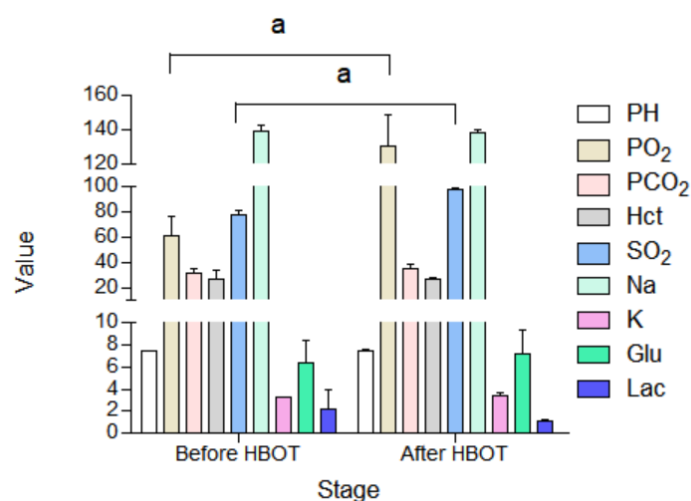 a
a
160
140
120
100
80
60
40
20
10
8
6
4
2
0
Value
Before HBOT
After HBOT
Stage
PH
PO₂
PCO₂
Hct
SO₂
Na
K
Glu
Lac